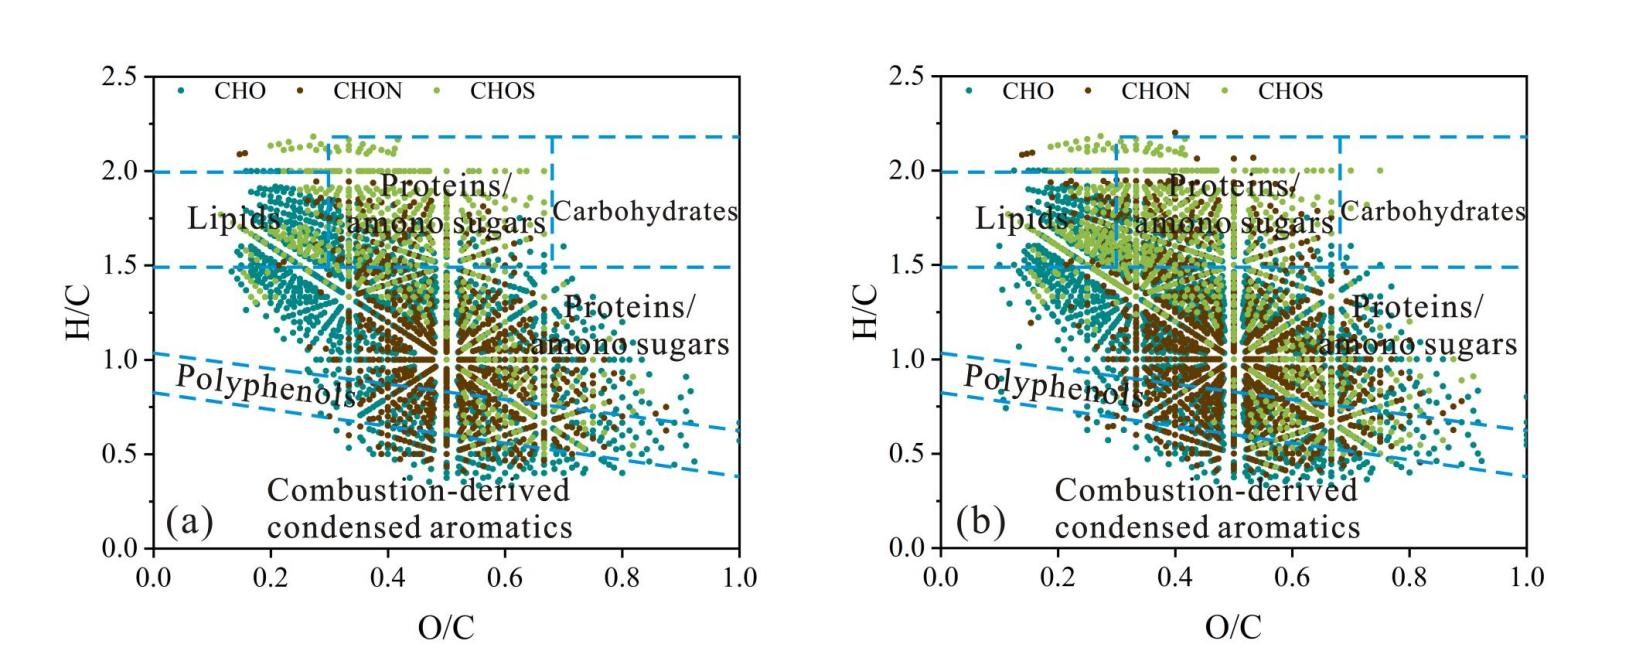 2.5
CHO CHON CHOS
2.0
Proteins/
Lipids
amono sugars
Carbohydrates
1.5
H/C
Proteins/
amono sugars
1.0
Polyphenols
0.5
Combustion-derived
(a)
condensed aromatics
0.0
0.0 0.2 0.4 0.6 0.8 1.0
O/C
2.5
CHO CHON CHOS
2.0
Proteins/
Lipids
amono sugars
Carbohydrates
1.5
H/C
Proteins/
amono sugars
1.0
Polyphenols
0.5
Combustion-derived
(b)
condensed aromatics
0.0
0.0 0.2 0.4 0.6 0.8 1.0
O/C